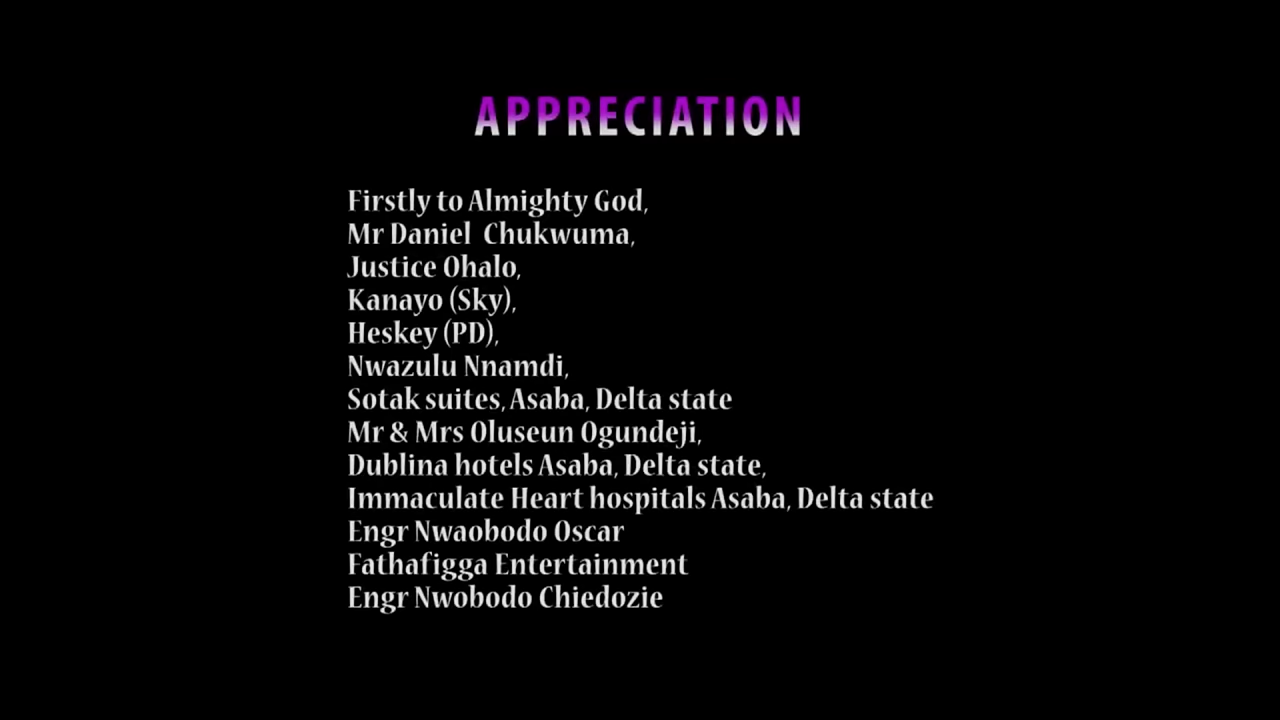 APPRECIATION
Firstly to Almighty God,
Mr Daniel Chukwuma,
Justice Ohalo,
Kanayo (Sky),
Heskey (PD),
Nwazulu Nnamdi,
Sotak suites, Asaba, Delta state
Mr & Mrs Oluseun Ogundeji,
Dublina hotels Asaba, Delta state,
Immaculate Heart hospitals Asaba, Delta state
Engr Nwaobodo Oscar
Fathafigga Entertainment
Engr Nwobodo Chiedozie